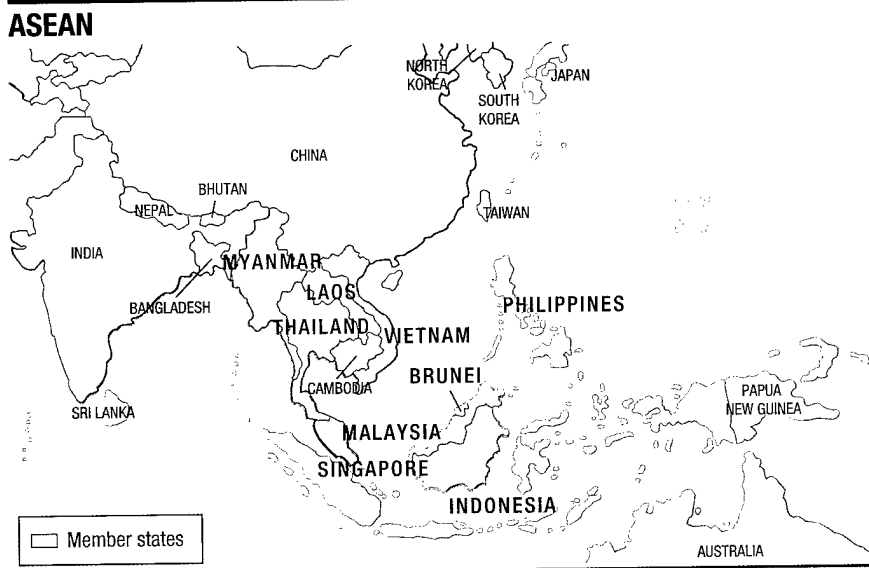 ASEAN
NORTH
KOREA
JAPAN
SOUTH
KOREA
CHINA
BHUTAN
NEPAL
TAIWAN
INDIA
MYANMAR
LAOS
BANGLADESH
PHILIPPINES
THAILAND
VIETNAM
BRUNEI
CAMBODIA
PAPUA
NEW GUINEA
SRI LANKA
MALAYSIA
SINGAPORE
INDONESIA
Member states
AUSTRALIA